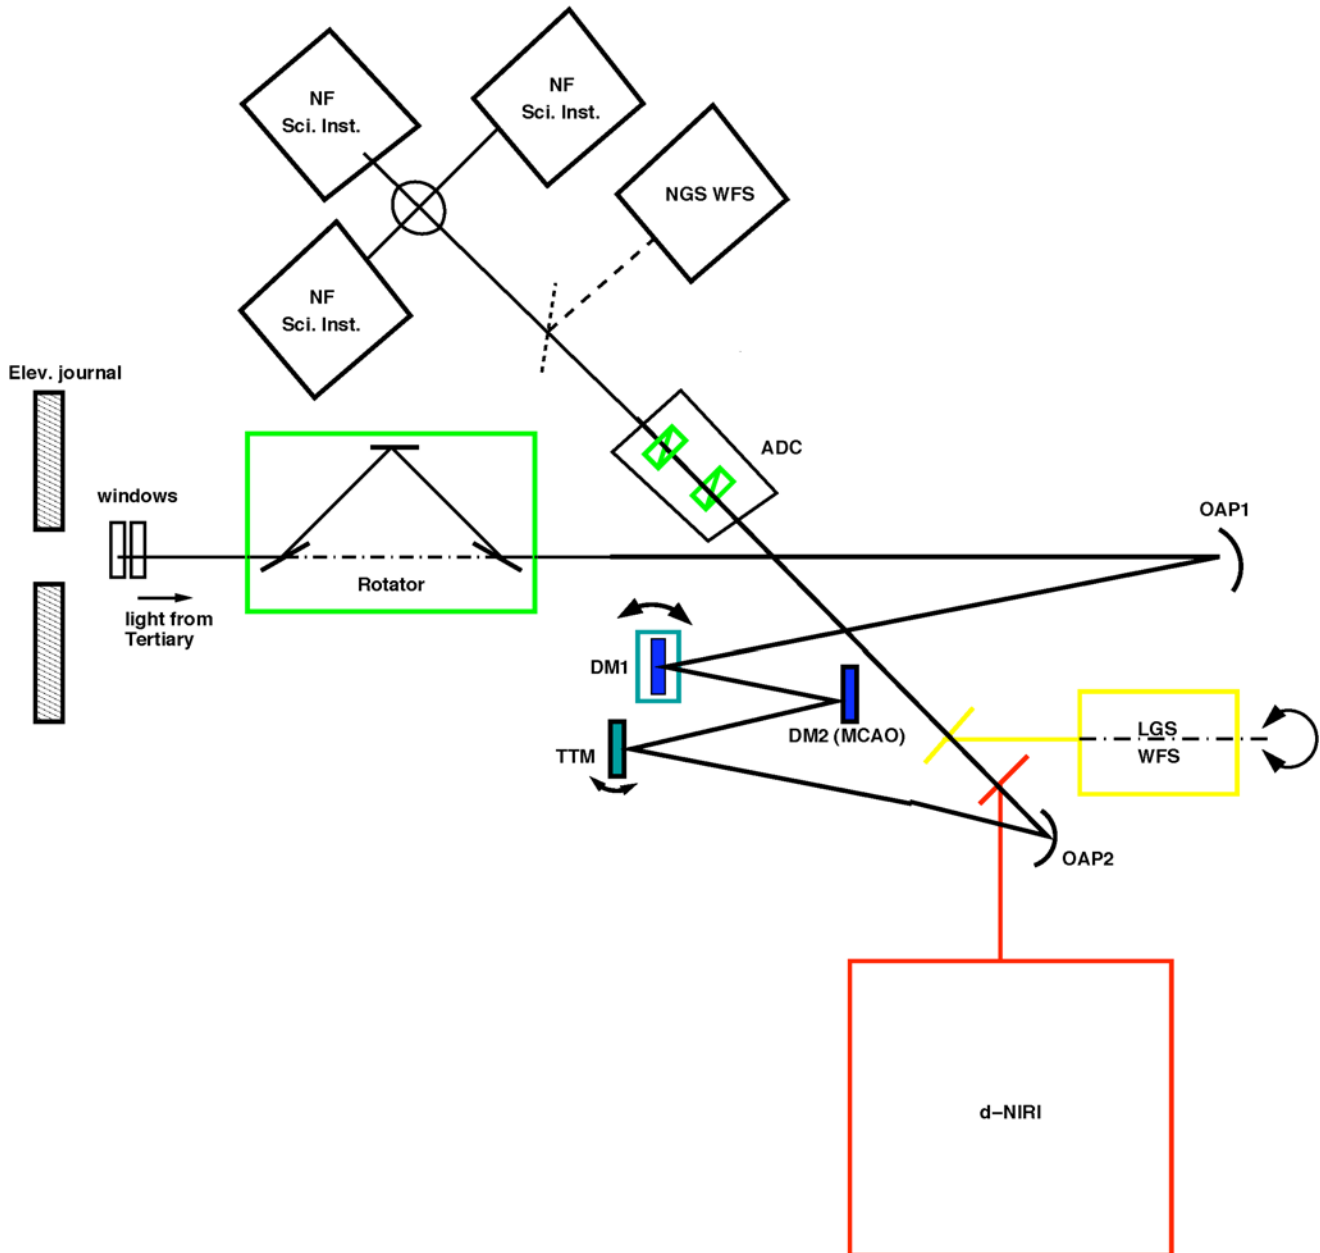 NF
Sci. Inst.
NF
Sci. Inst.
NGS WFS
NF
Sci. Inst.
Elev. journal
ADC
windows
OAP1
Rotator
light from
Tertiary
DM1
LGS
WFS
DM2 (MCAO)
TTM
OAP2
d-NIRI